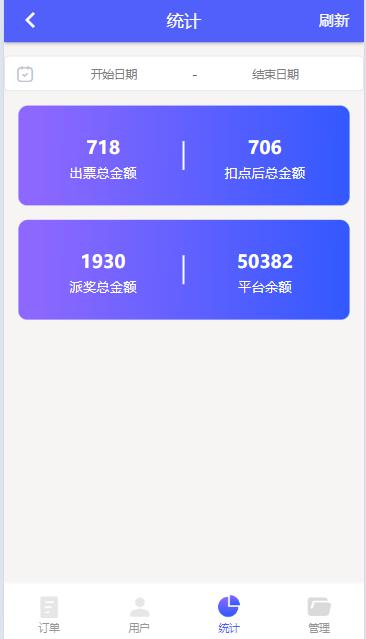 统计
刷新
开始日期 - 结束日期
718
706
出票总金额
扣点后总金额
1930
50382
派奖总金额
平台余额
订单
用户
统计
管理